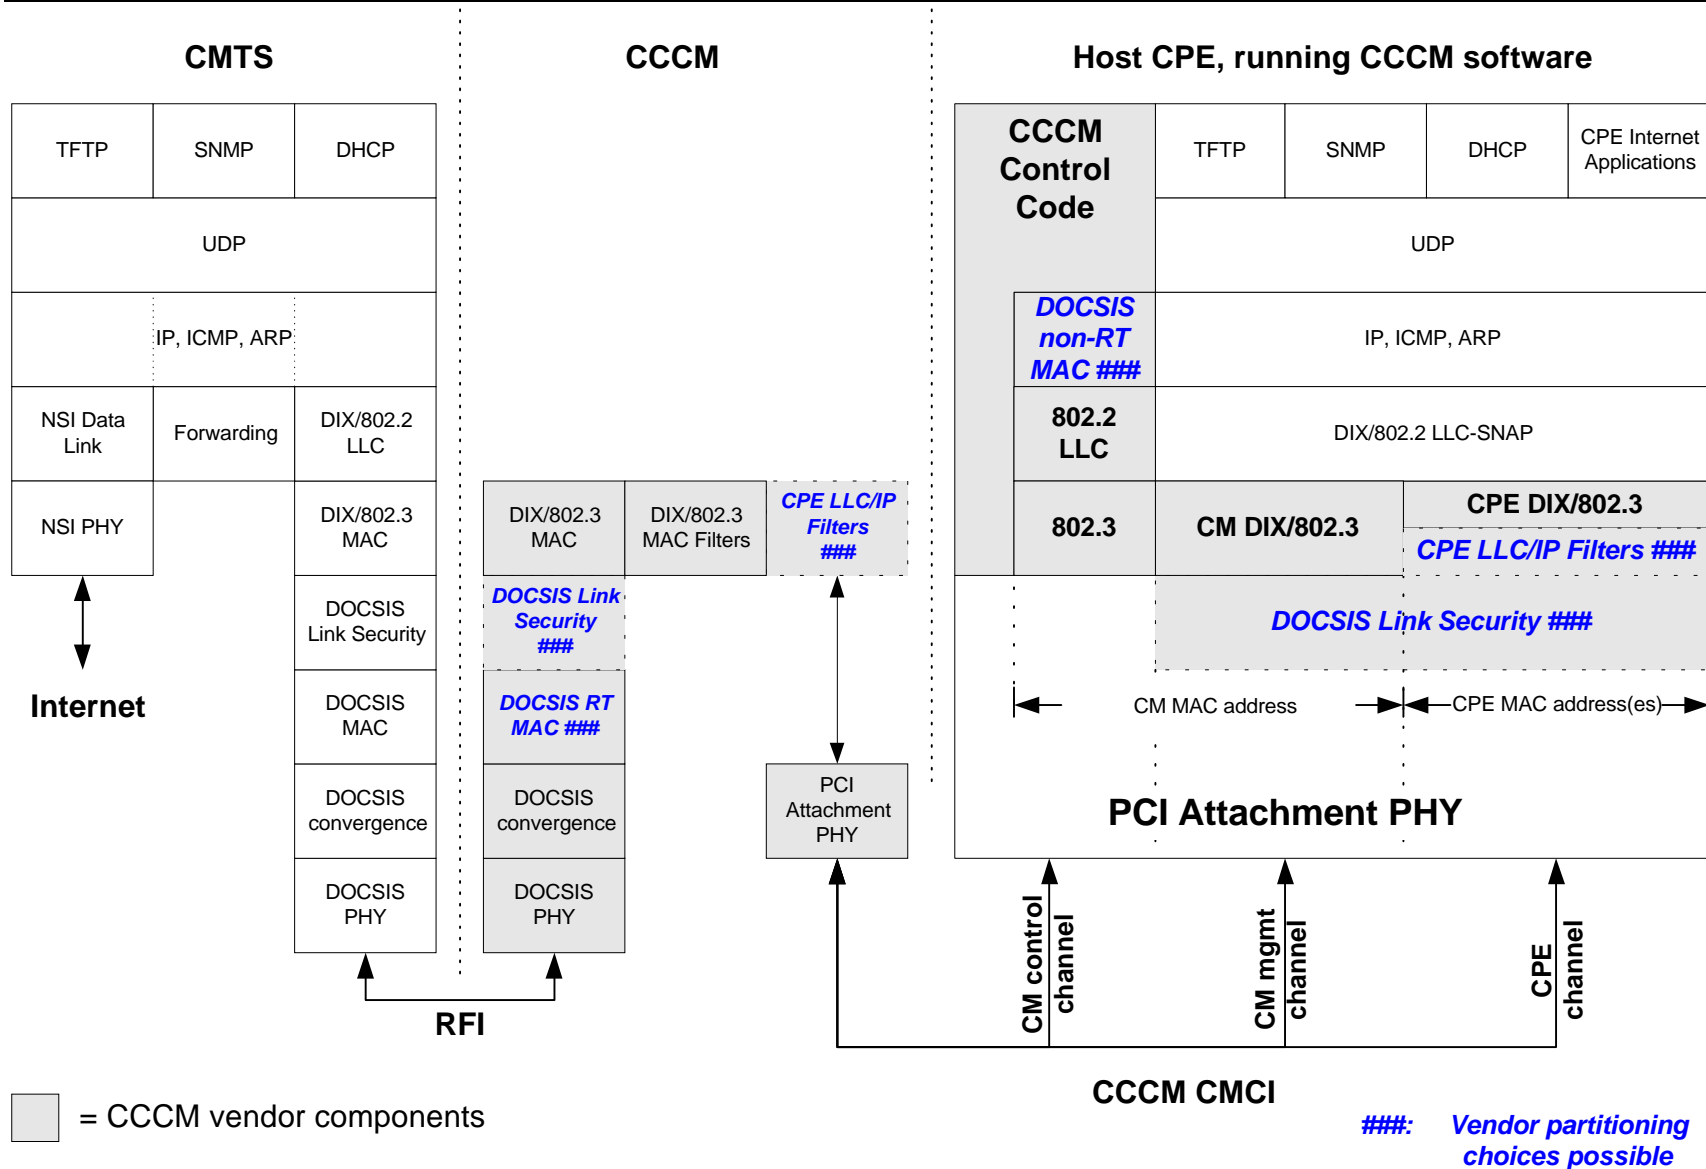 CMTS
CCCM
Host CPE, running CCCM software
TFTP
SNMP
DHCP
UDP
IP, ICMP, ARP
NSI Data
Link
Forwarding
DIX/802.2
LLC
NSI PHY
DIX/802.3
MAC
DOCSIS
Link Security
DOCSIS
MAC
DOCSIS
convergence
DOCSIS
PHY
Internet
DIX/802.3
MAC
DIX/802.3
MAC Filters
CPE LLC/IP
Filters
###
DOCSIS Link
Security
###
DOCSIS RT
MAC ###
DOCSIS
convergence
DOCSIS
PHY
PCI
Attachment
PHY
RFI
CCCM
Control
Code
TFTP
SNMP
DHCP
CPE Internet
Applications
UDP
DOCSIS
non-RT
MAC ###
IP, ICMP, ARP
802.2
LLC
DIX/802.2 LLC-SNAP
802.3
CM DIX/802.3
CPE DIX/802.3
CPE LLC/IP Filters ###
DOCSIS Link Security ###
CM MAC address
CPE MAC address(es)
PCI Attachment PHY
CM control
channel
CM mgmt
channel
CPE
channel
CCCM CMCI
= CCCM vendor components
###: Vendor partitioning
choices possible